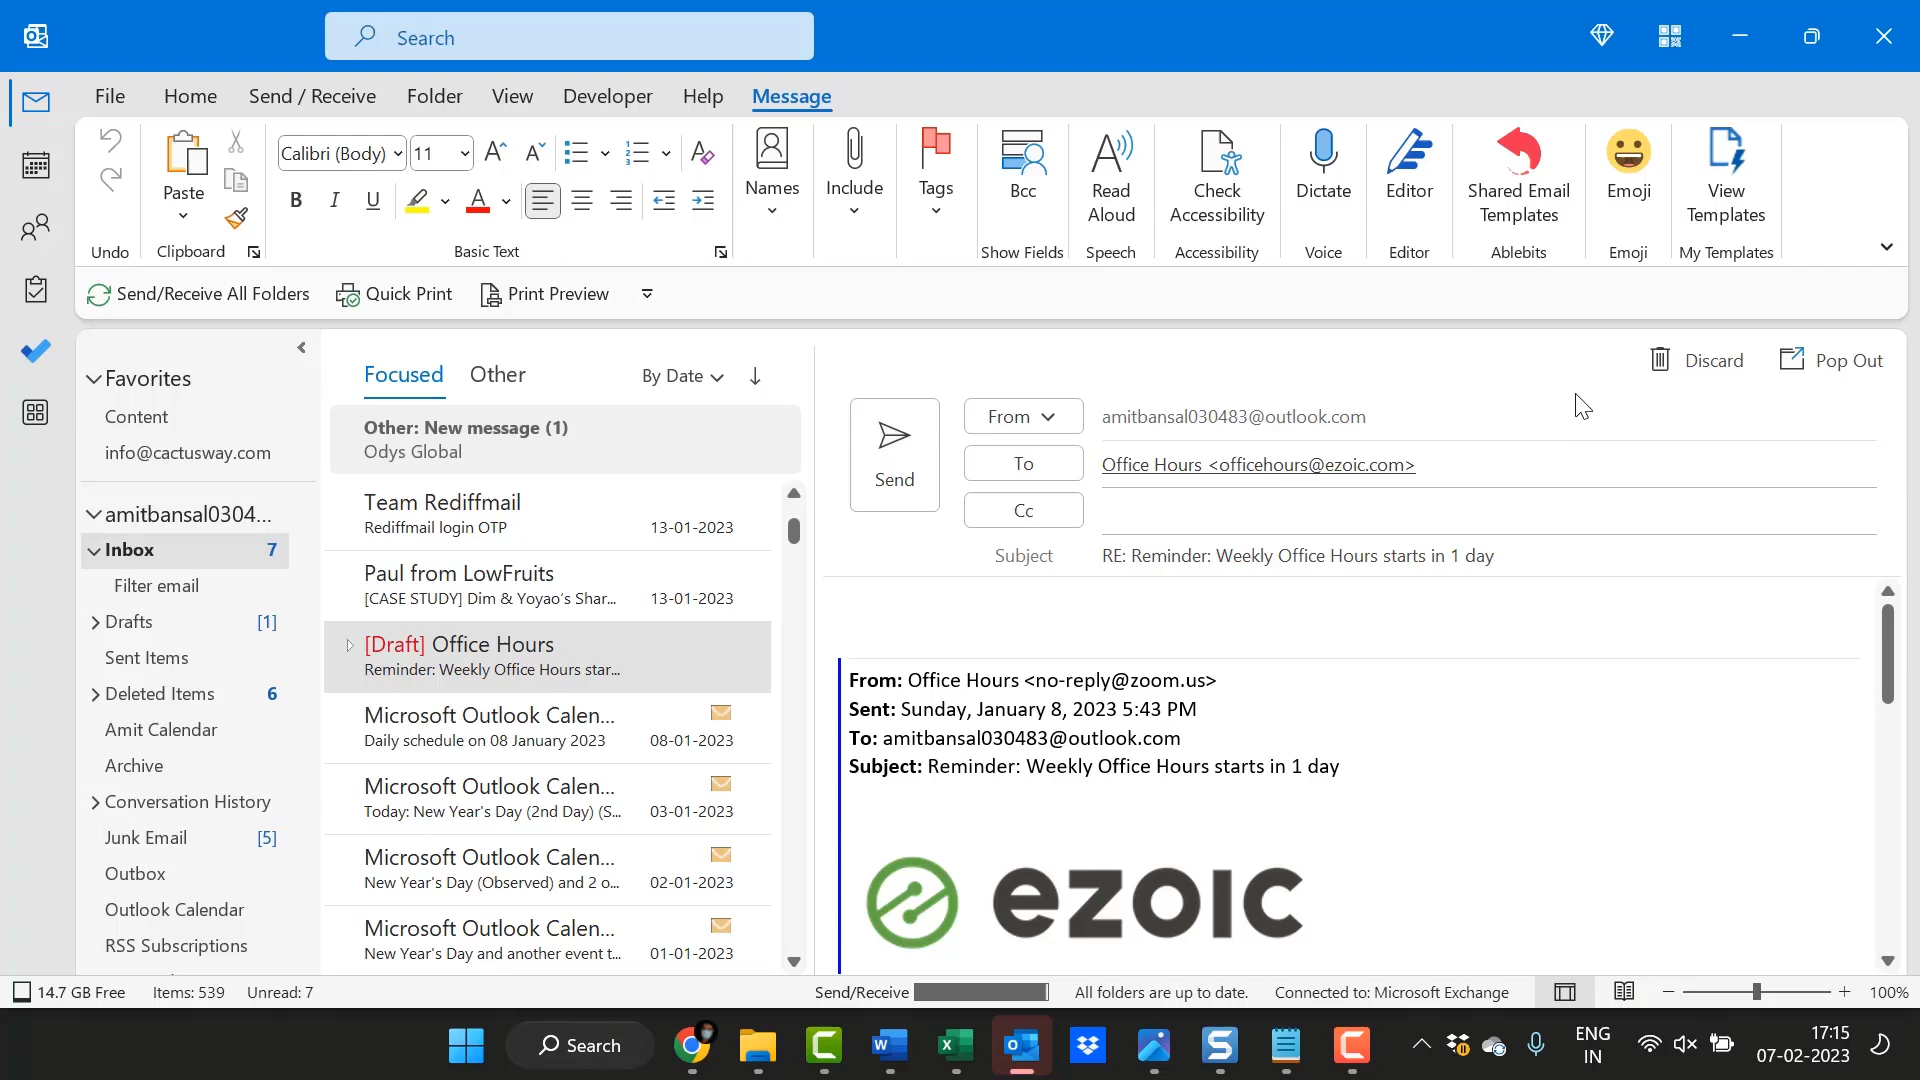 Search
File Home Send / Receive Folder View Developer Help Message
Paste
Calibri (Body) 11
B I U A
Names
Include
Tags
Bcc
Read Aloud
Check Accessibility
Dictate
Editor
Shared Email Templates
Emoji
View Templates
Undo Clipboard Basic Text Show Fields Speech Accessibility Voice Editor Ablebits Emoji My Templates
Send/Receive All Folders Quick Print Print Preview
Favorites
Content
info@cactusway.com
amitbansal0304...
Inbox 7
Filter email
Drafts [1]
Sent Items
Deleted Items 6
Amit Calendar
Archive
Conversation History
Junk Email [5]
Outbox
Outlook Calendar
RSS Subscriptions
Focused Other By Date
Other: New message (1)
Odys Global
Team Rediffmail
Rediffmail login OTP 13-01-2023
Paul from LowFruits
[CASE STUDY] Dim & Yoyao’s Shar... 13-01-2023
[Draft] Office Hours
Reminder: Weekly Office Hours star...
Microsoft Outlook Calen...
Daily schedule on 08 January 2023 08-01-2023
Microsoft Outlook Calen...
Today: New Year's Day (2nd Day) (S... 03-01-2023
Microsoft Outlook Calen...
New Year's Day (Observed) and 2 o... 02-01-2023
Microsoft Outlook Calen...
New Year's Day and another event t... 01-01-2023
Discard Pop Out
Send
From amitbansal030483@outlook.com
To Office Hours <officehours@ezoic.com>
Cc
Subject RE: Reminder: Weekly Office Hours starts in 1 day
From: Office Hours <no-reply@zoom.us>
Sent: Sunday, January 8, 2023 5:43 PM
To: amitbansal030483@outlook.com
Subject: Reminder: Weekly Office Hours starts in 1 day
ezoic
14.7 GB Free Items: 539 Unread: 7 Send/Receive All folders are up to date. Connected to: Microsoft Exchange 100%
Search
ENG
IN
17:15
07-02-2023